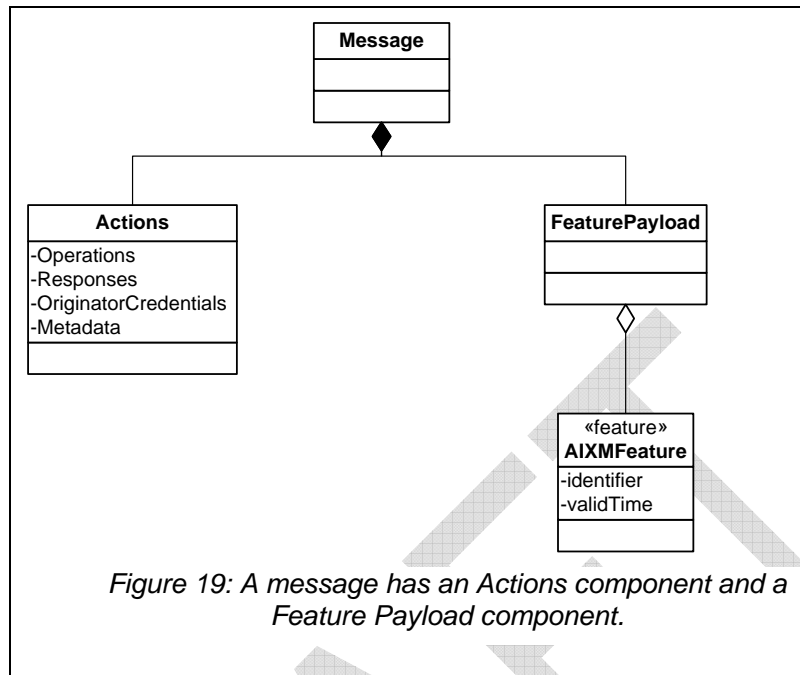 Message
Actions
-Operations
-Responses
-OriginatorCredentials
-Metadata
FeaturePayload
«feature»
AIXMFeature
-identifier
-validTime
Figure 19: A message has an Actions component and a
Feature Payload component.